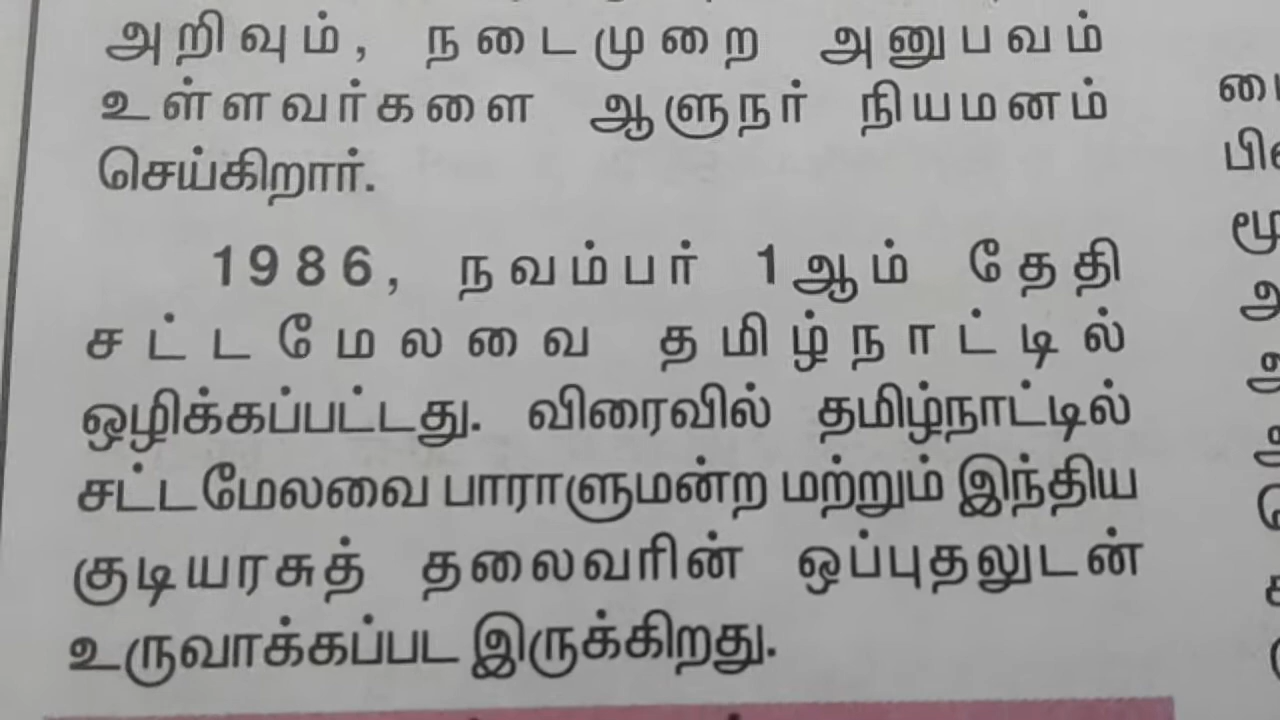 அறிவும், நடைமுறை அனுபவம்
உள்ளவர்களை ஆளுநர் நியமனம்
செய்கிறார்.
1986, நவம்பர் 1ஆம் தேதி
சட்டமேலவை தமிழ்நாட்டில்
ஒழிக்கப்பட்டது. விரைவில் தமிழ்நாட்டில்
சட்டமேலவை பாராளுமன்ற மற்றும் இந்திய
குடியரசுத் தலைவரின் ஒப்புதலுடன்
உருவாக்கப்பட இருக்கிறது.